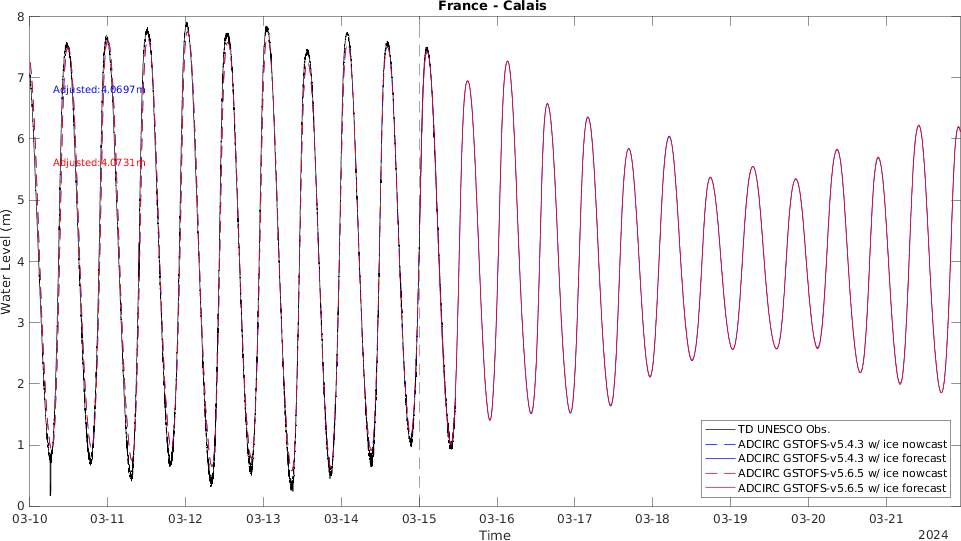 France - Calais
8
7
6
5
4
3
2
1
0
Water Level (m)
Adjusted:4.0697m
Adjusted:4.0731m
TD UNESCO Obs.
ADCIRC GSTOFS-v5.4.3 w/ ice nowcast
ADCIRC GSTOFS-v5.4.3 w/ ice forecast
ADCIRC GSTOFS-v5.6.5 w/ ice nowcast
ADCIRC GSTOFS-v5.6.5 w/ ice forecast
03-10 03-11 03-12 03-13 03-14 03-15 03-16 03-17 03-18 03-19 03-20 03-21
Time
2024